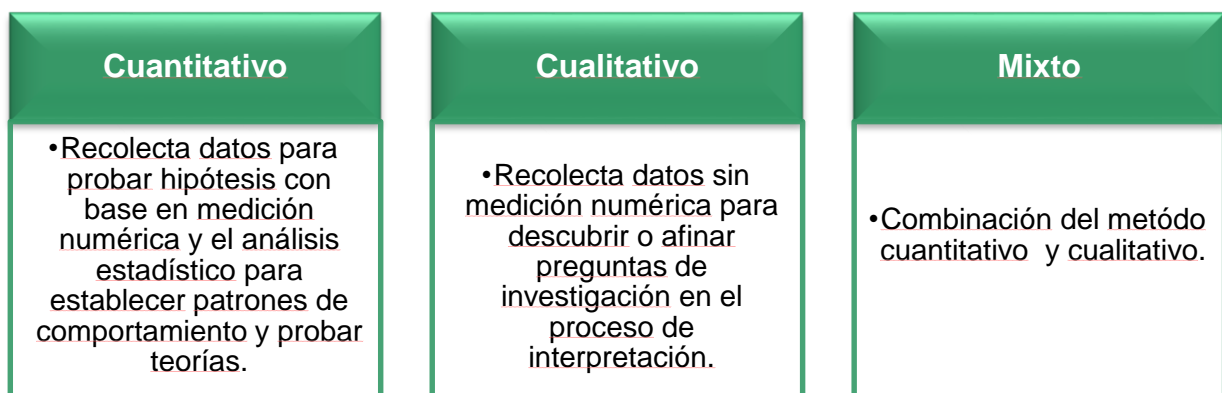 Cuantitativo
•Recolecta datos para
probar hipótesis con
base en medición
numérica y el análisis
estadístico para
establecer patrones de
comportamiento y probar
teorías.
Cualitativo
•Recolecta datos sin
medición numérica para
descubrir o afinar
preguntas de
investigación en el
proceso de
interpretación.
Mixto
•Combinación del metódo
cuantitativo  y cualitativo.